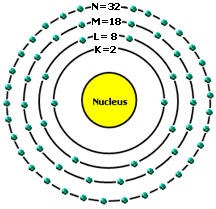 N=32
M=18
L= 8
K=2
Nucleus